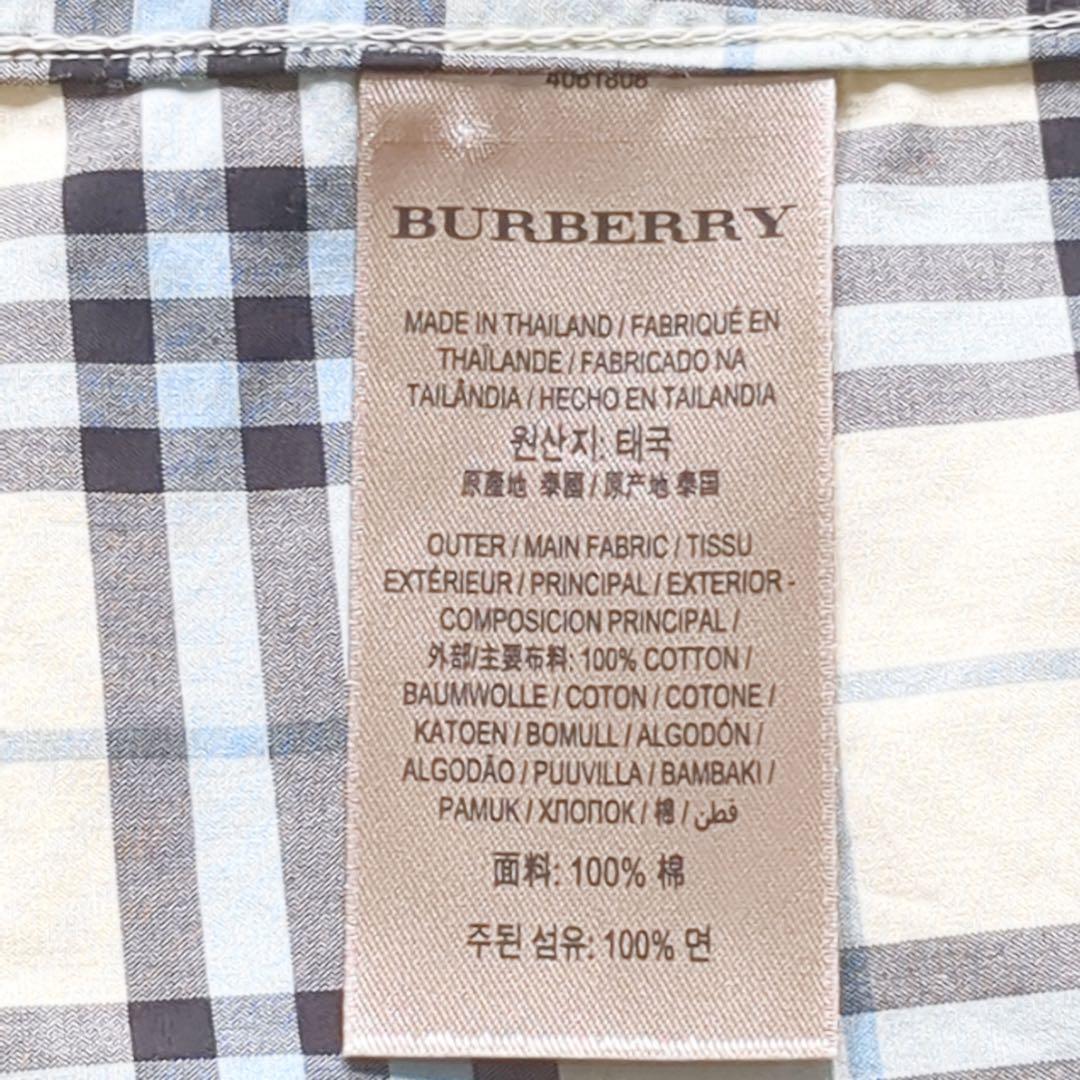 4061808
BURBERRY
MADE IN THAILAND / FABRIQUÉ EN
THAÏLANDE / FABRICADO NA
TAILÂNDIA / HECHO EN TAILANDIA
원산지: 태국
原產地 泰國 / 原产地 泰国
OUTER / MAIN FABRIC / TISSU
EXTÉRIEUR / PRINCIPAL / EXTERIOR -
COMPOSICION PRINCIPAL /
外部/主要布料: 100% COTTON /
BAUMWOLLE / COTON / COTONE /
KATOEN / BOMULL / ALGODÓN /
ALGODÃO / PUUVILLA / BAMBAKI /
PAMUK / ХЛОПОК / 棉 / قطن
面料: 100% 棉
주된 섬유: 100% 면